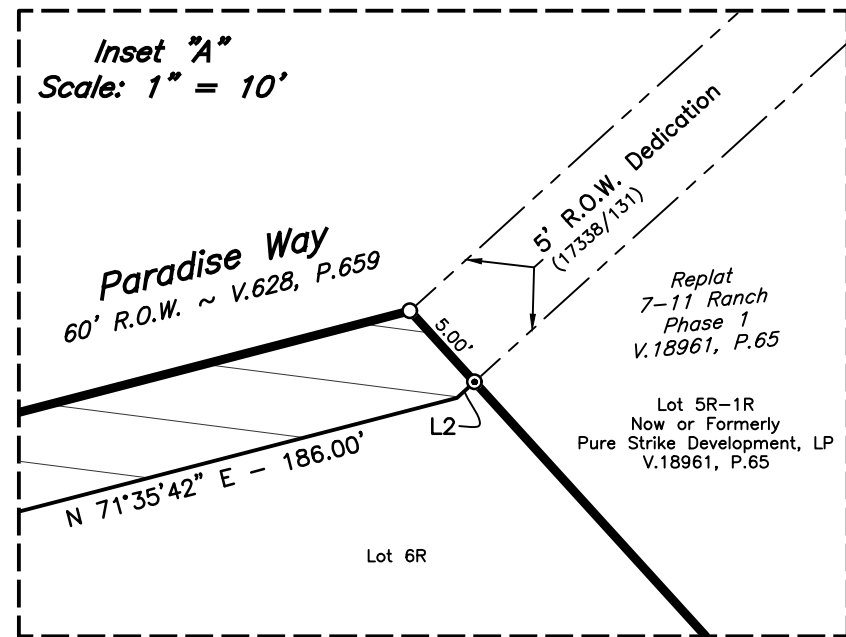 Inset "A"
Scale: 1" = 10'
5' R.O.W. Dedication
(17338/131)
Paradise Way
60' R.O.W. ~ V.628, P.659
5.00'
Replat
7-11 Ranch
Phase 1
V.18961, P.65
Lot 5R-1R
Now or Formerly
Pure Strike Development, LP
V.18961, P.65
L2
N 71°35'42" E - 186.00'
Lot 6R